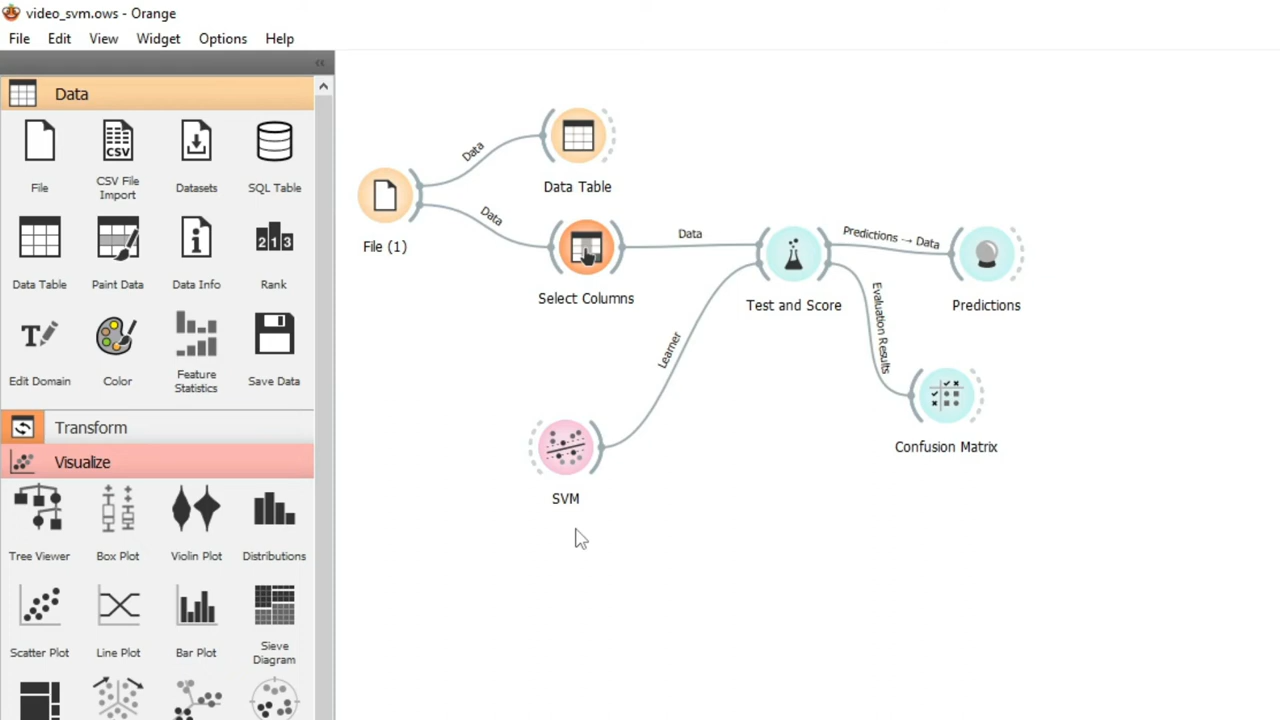 video_svm.ows - Orange
File Edit View Widget Options Help
Data
File
CSV File
Import
Datasets
SQL Table
Data Table
Paint Data
Data Info
1 2 3
Rank
T
Edit Domain
Color
Feature
Statistics
Save Data
Transform
Visualize
Tree Viewer
Box Plot
Violin Plot
Distributions
Scatter Plot
Line Plot
Bar Plot
Sieve
Diagram
File (1)
Data
Data
Data Table
Select Columns
Data
Learner
SVM
Test and Score
Predictions → Data
Evaluation Results
Predictions
Confusion Matrix